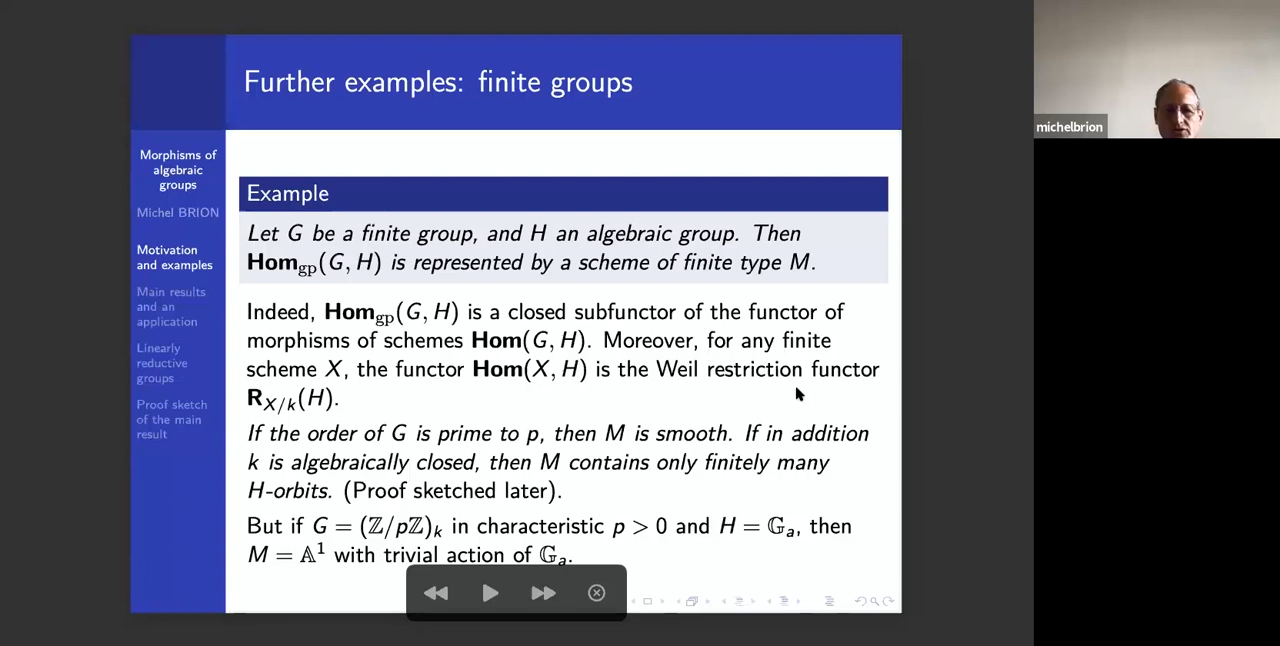 Further examples: finite groups
Morphisms of
algebraic
groups
Michel BRION
Motivation
and examples
Main results
and an
application
Linearly
reductive
groups
Proof sketch
of the main
result
Example
Let G be a finite group, and H an algebraic group. Then
Hom_gp(G, H) is represented by a scheme of finite type M.
Indeed, Hom_gp(G, H) is a closed subfunctor of the functor of
morphisms of schemes Hom(G, H). Moreover, for any finite
scheme X, the functor Hom(X, H) is the Weil restriction functor
R_{X/k}(H).
If the order of G is prime to p, then M is smooth. If in addition
k is algebraically closed, then M contains only finitely many
H-orbits. (Proof sketched later).
But if G = (ℤ/pℤ)_k in characteristic p > 0 and H = 𝔾_a, then
M = 𝔸¹ with trivial action of 𝔾_a.
michelbrion